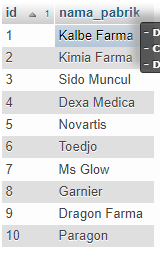 id 1 nama_pabrik
1 Kalbe Farma
2 Kimia Farma
3 Sido Muncul
4 Dexa Medica
5 Novartis
6 Toedjo
7 Ms Glow
8 Garnier
9 Dragon Farma
10 Paragon
- D
- C
- D